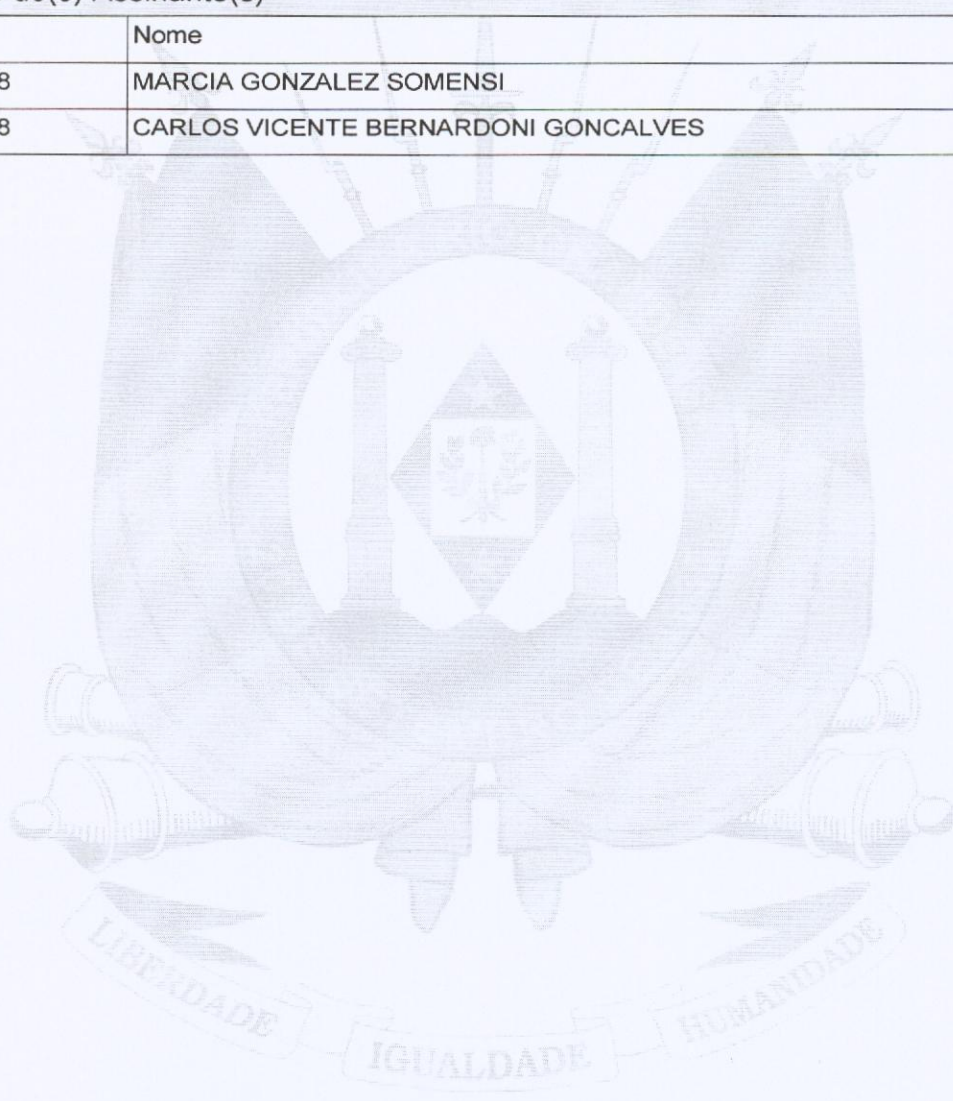 Assinante(s)
Nome
8 MARCIA GONZALEZ SOMENSI
8 CARLOS VICENTE BERNARDONI GONCALVES
LIBERDADE
IGUALDADE
HUMANIDADE